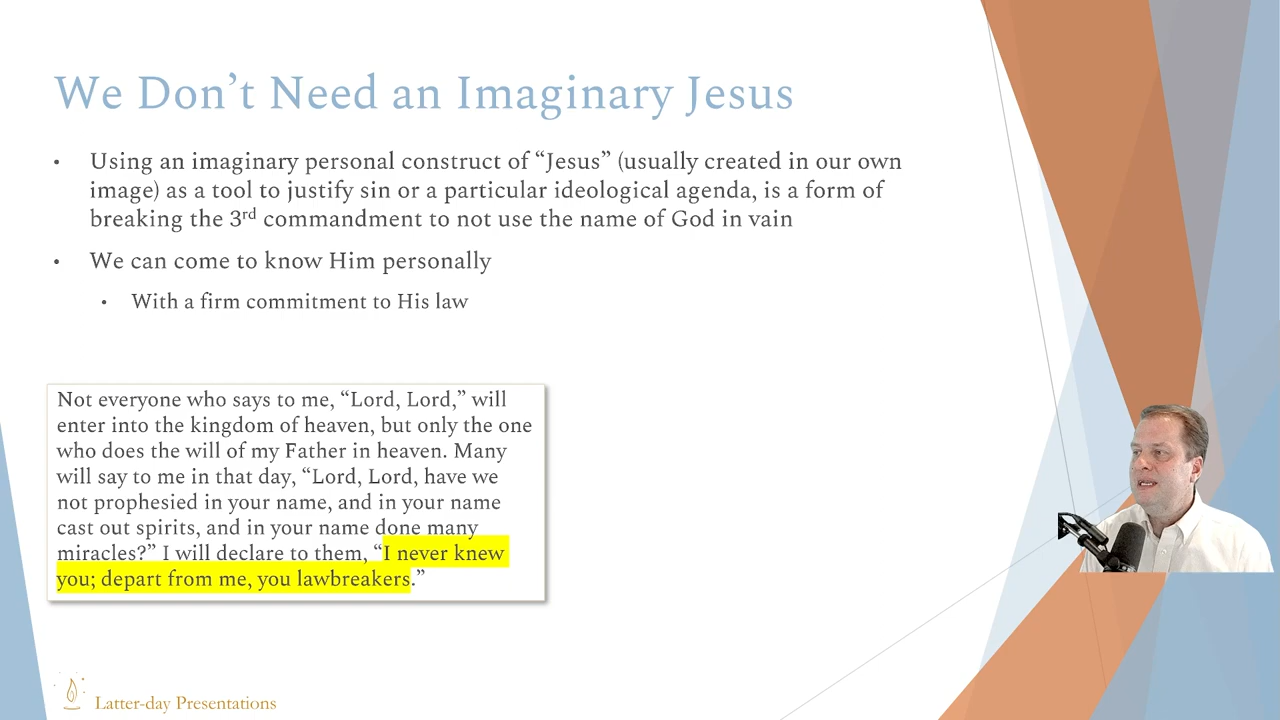 We Don’t Need an Imaginary Jesus
• Using an imaginary personal construct of “Jesus” (usually created in our own
image) as a tool to justify sin or a particular ideological agenda, is a form of
breaking the 3rd commandment to not use the name of God in vain
• We can come to know Him personally
• With a firm commitment to His law
Not everyone who says to me, “Lord, Lord,” will
enter into the kingdom of heaven, but only the one
who does the will of my Father in heaven. Many
will say to me in that day, “Lord, Lord, have we
not prophesied in your name, and in your name
cast out spirits, and in your name done many
miracles?” I will declare to them, “I never knew
you; depart from me, you lawbreakers.”
Latter-day Presentations